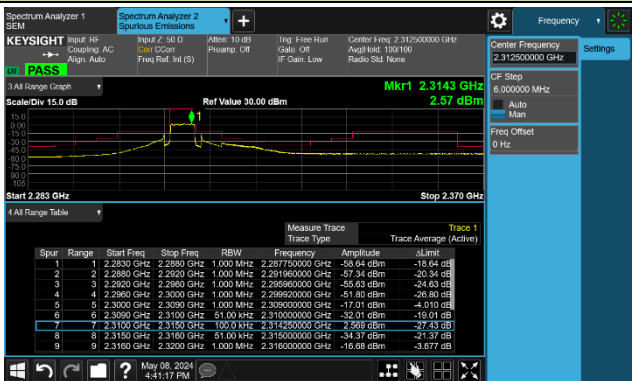 Spectrum Analyzer 1
SEM
Spectrum Analyzer 2
Spurious Emissions
+
Frequency
KEYSIGHT
Input: RF
Coupling: AC
Align: Auto
Input Z: 50 Ω
Corr CCorr
Freq Ref: Int (S)
Atten: 10 dB
Preamp: Off
Trig: Free Run
Gate: Off
IF Gain: Low
Center Freq: 2.312500000 GHz
Avg|Hold: 100/100
Radio Std: None
PASS
Center Frequency
2.312500000 GHz
Settings
CF Step
6.000000 MHz
Auto
Man
Freq Offset
0 Hz
3 All Range Graph
Mkr1 2.3143 GHz
Scale/Div 15.0 dB
Ref Value 30.00 dBm
2.57 dBm
1
15.0
0.00
-15.0
-30.0
-45.0
-60.0
-75.0
-90.0
-105
Start 2.283 GHz
Stop 2.370 GHz
4 All Range Table
Measure Trace Trace 1
Trace Type Trace Average (Active)
Spur Range Start Freq Stop Freq RBW Frequency Amplitude ΔLimit
1 1 2.2830 GHz 2.2880 GHz 1.000 MHz 2.287750000 GHz -58.64 dBm -18.64 dB
2 2 2.2880 GHz 2.2920 GHz 1.000 MHz 2.291960000 GHz -57.34 dBm -20.34 dB
3 3 2.2920 GHz 2.2960 GHz 1.000 MHz 2.295960000 GHz -55.63 dBm -24.63 dB
4 4 2.2960 GHz 2.3000 GHz 1.000 MHz 2.299920000 GHz -51.80 dBm -26.80 dB
5 5 2.3000 GHz 2.3090 GHz 1.000 MHz 2.309000000 GHz -17.01 dBm -4.010 dB
6 6 2.3090 GHz 2.3100 GHz 51.00 kHz 2.310000000 GHz -32.01 dBm -19.01 dB
7 7 2.3100 GHz 2.3150 GHz 100.0 kHz 2.314250000 GHz 2.569 dBm -27.43 dB
8 8 2.3150 GHz 2.3160 GHz 51.00 kHz 2.315000000 GHz -34.37 dBm -21.37 dB
9 9 2.3160 GHz 2.3200 GHz 1.000 MHz 2.316000000 GHz -16.68 dBm -3.677 dB
?
May 08, 2024
4:41:17 PM